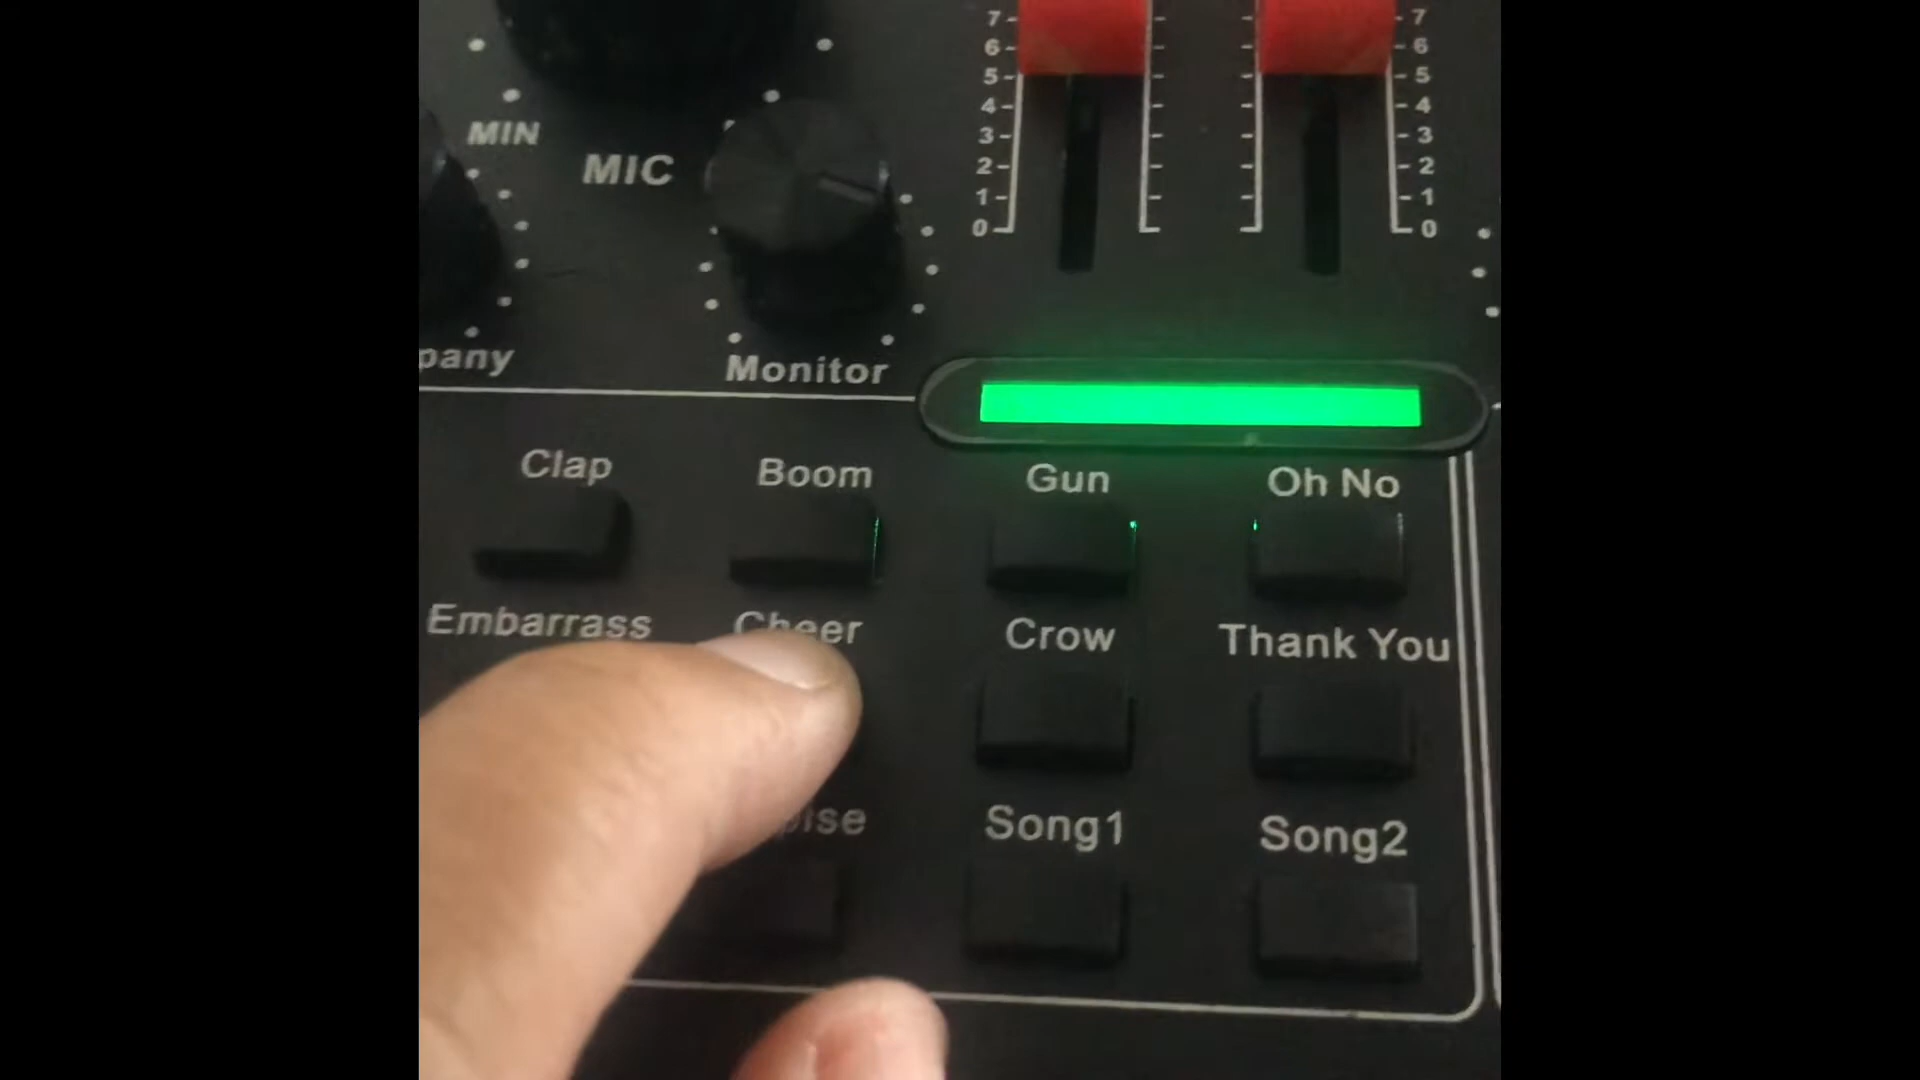 7 7
6 6
5 5
4 4
3 3
2 2
1 1
0 0
MIN
MIC
pany
Monitor
Clap Boom Gun Oh No
Embarrass Cheer Crow Thank You
oise Song1 Song2